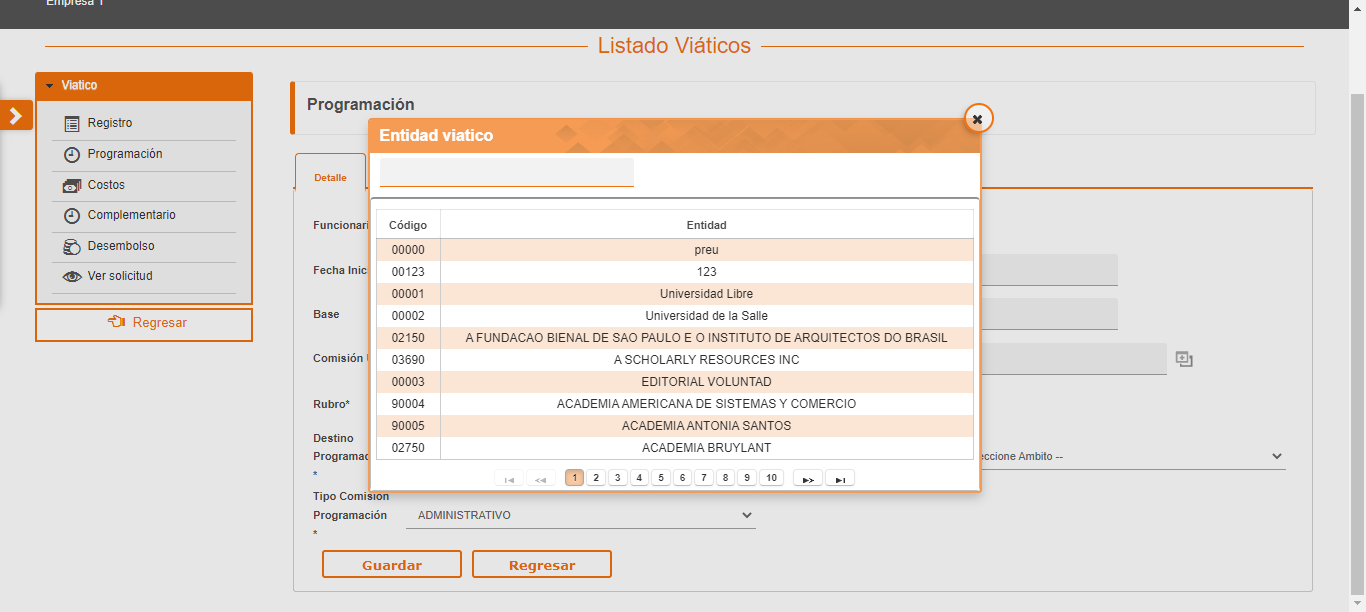 Empresa 1
Listado Viáticos
Viatico
Registro
Programación
Costos
Complementario
Desembolso
Ver solicitud
Regresar
Programación
Detalle
Funcionari
Fecha Inic
Base
Comisión
Rubro*
Destino
Programac
*
eccione Ambito --
Tipo Comisión
Programación
*
ADMINISTRATIVO
Guardar Regresar
Entidad viatico
Código Entidad
00000 preu
00123 123
00001 Universidad Libre
00002 Universidad de la Salle
02150 A FUNDACAO BIENAL DE SAO PAULO E O INSTITUTO DE ARQUITECTOS DO BRASIL
03690 A SCHOLARLY RESOURCES INC
00003 EDITORIAL VOLUNTAD
90004 ACADEMIA AMERICANA DE SISTEMAS Y COMERCIO
90005 ACADEMIA ANTONIA SANTOS
02750 ACADEMIA BRUYLANT
1 2 3 4 5 6 7 8 9 10